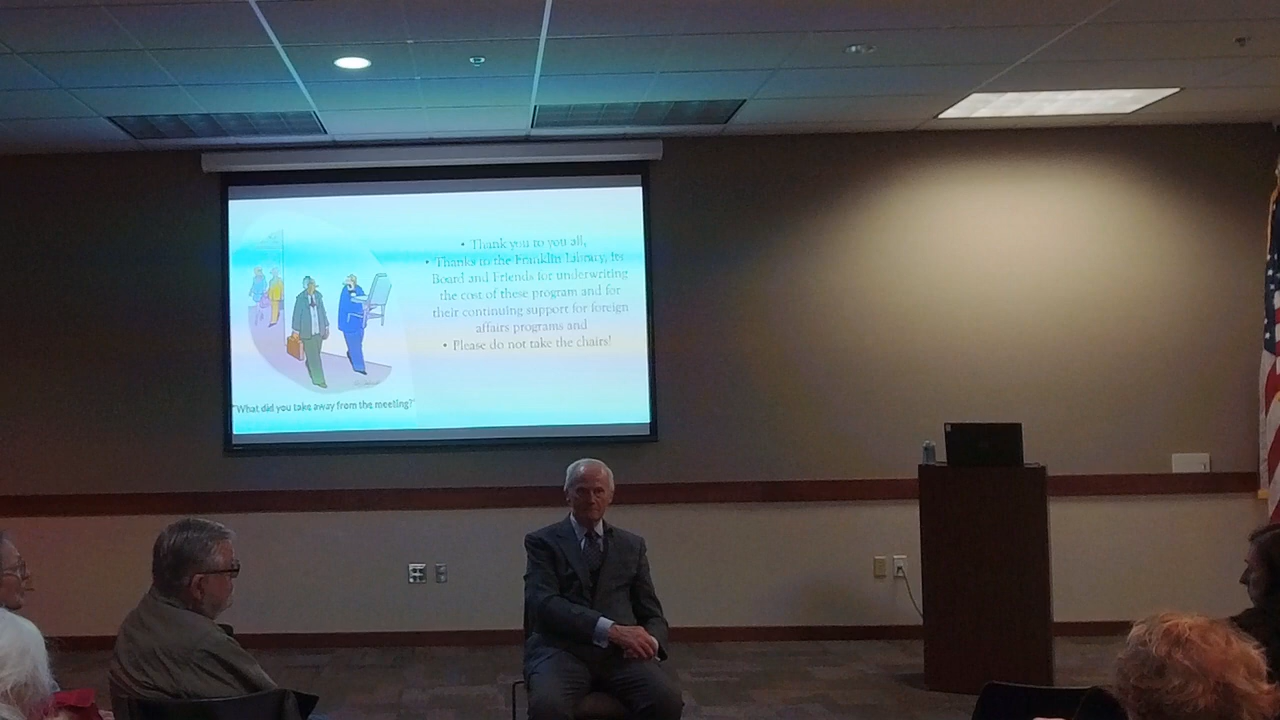 • Thank you to you all,
• Thanks to the Franklin Library, its
Board and Friends for underwriting
the cost of these program and for
their continuing support for foreign
affairs programs and
• Please do not take the chairs!
"What did you take away from the meeting?"